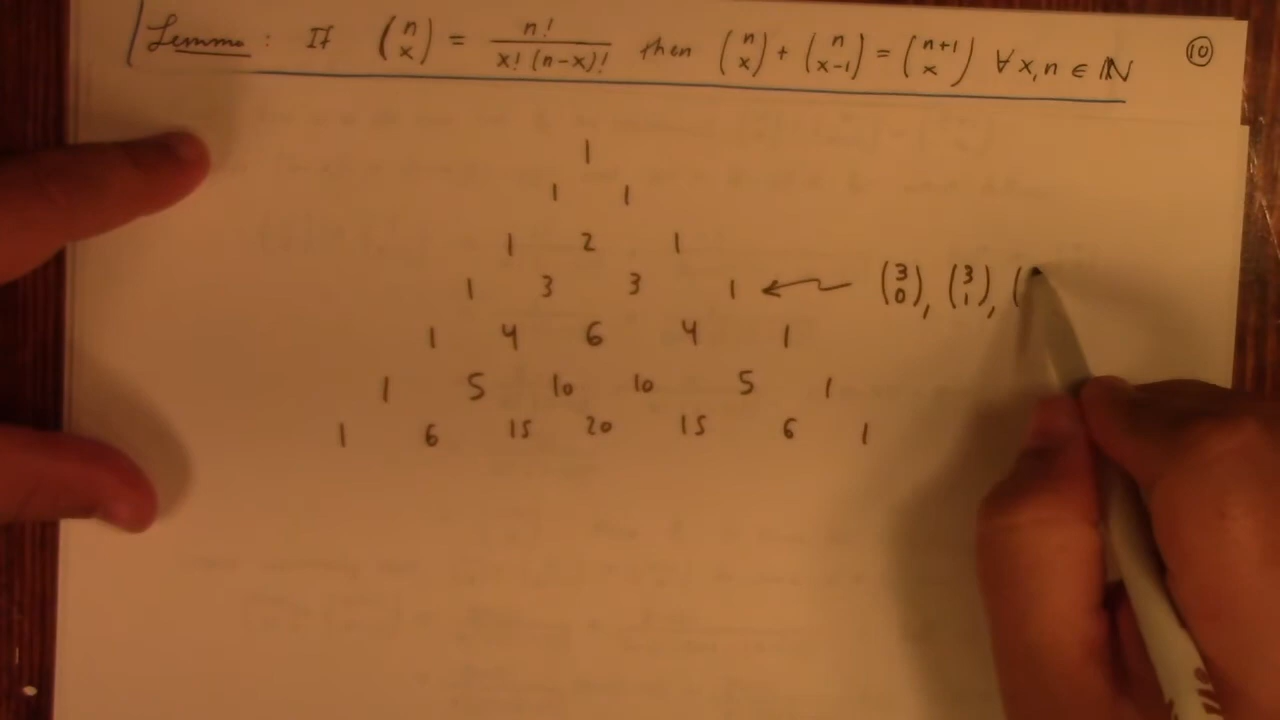 Lemma: If (n x) = n! / x! (n-x)! then (n x) + (n x-1) = (n+1 x) ∀ x, n ∈ ℕ
10
1
1 1
1 2 1
1 3 3 1 ← (3 0), (3 1), (
1 4 6 4 1
1 5 10 10 5 1
1 6 15 20 15 6 1